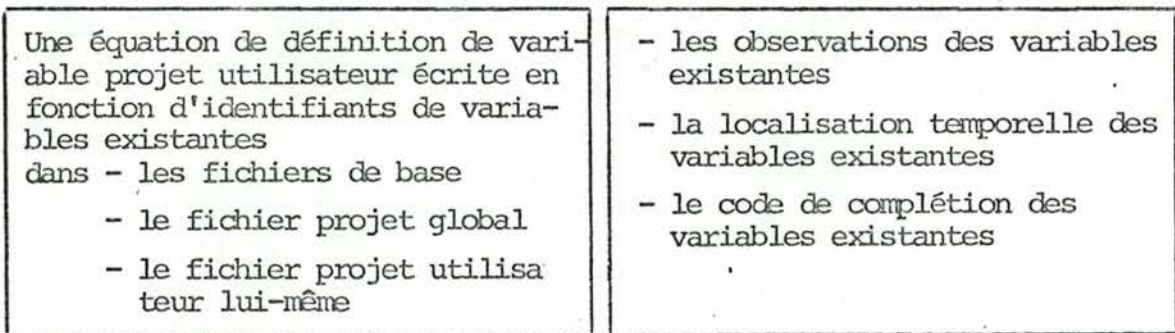 Une équation de définition de vari-
able projet utilisateur écrite en
fonction d'identifiants de varia-
bles existantes
dans - les fichiers de base
- le fichier projet global
- le fichier projet utilisa
teur lui-même
- les observations des variables
existantes
- la localisation temporelle des
variables existantes
- le code de complétion des
variables existantes